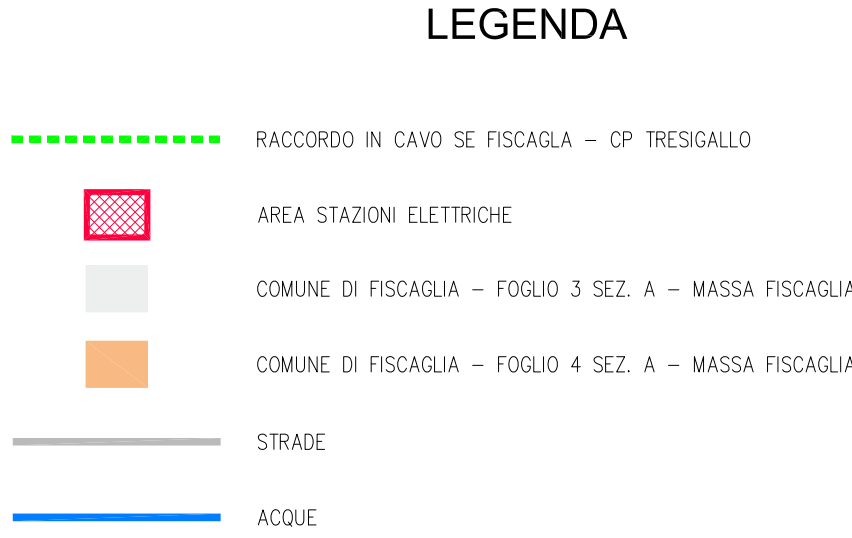 LEGENDA
RACCORDO IN CAVO SE FISCAGLA – CP TRESIGALLO
AREA STAZIONI ELETTRICHE
COMUNE DI FISCAGLIA – FOGLIO 3 SEZ. A – MASSA FISCAGLIA
COMUNE DI FISCAGLIA – FOGLIO 4 SEZ. A – MASSA FISCAGLIA
STRADE
ACQUE